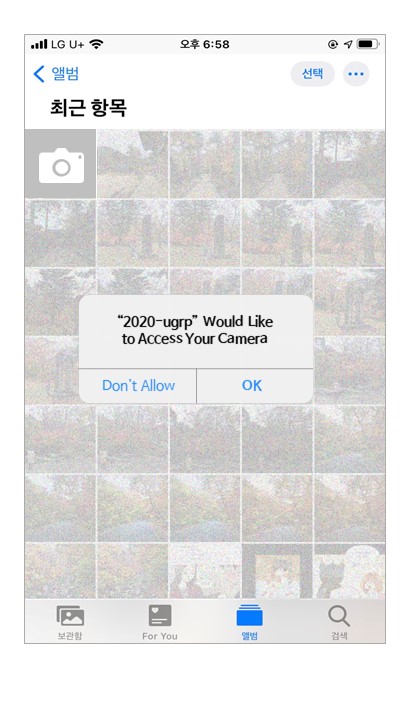 LG U+
오후 6:58
앨범
선택
최근 항목
“2020-ugrp” Would Like
to Access Your Camera
Don't Allow
OK
보관함
For You
앨범
검색